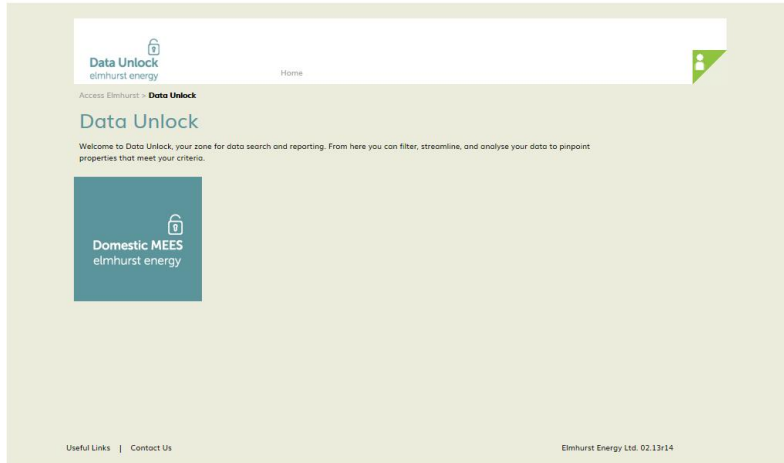 Data Unlock
elmhurst energy
Home
Access Elmhurst > Data Unlock
Data Unlock
Welcome to Data Unlock, your zone for data search and reporting. From here you can filter, streamline, and analyse your data to pinpoint
properties that meet your criteria.
Domestic MEES
elmhurst energy
Useful Links | Contact Us
Elmhurst Energy Ltd. 02.13r14